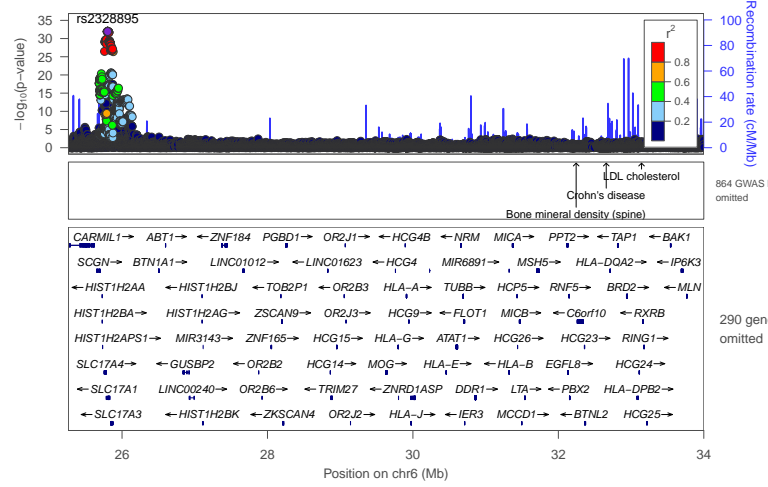 rs2328895
35
30
25
20
15
10
5
0
−log10(p−value)
100
80
60
40
20
0
Recombination rate (cM/Mb)
r2
0.8
0.6
0.4
0.2
LDL cholesterol
Crohn's disease
Bone mineral density (spine)
864 GWAS
omitted
CARMIL1→ ABT1→ ←ZNF184 PGBD1→ OR2J1→ ←HCG4B ←NRM MICA→ PPT2→ ←TAP1 ←BAK1
SCGN→ BTN1A1→ LINC01012→ ←LINC01623 ←HCG4 MIR6891→ ←MSH5→ HLA−DQA2→ ←IP6K3
←HIST1H2AA ←HIST1H2BJ ←TOB2P1 ←OR2B3 HLA−A→ TUBB→ HCP5→ RNF5→ BRD2→ ←MLN
HIST1H2BA→ HIST1H2AG→ ZSCAN9→ OR2J3→ HCG9→ ←FLOT1 MICB→ ←C6orf10 ←RXRB
HIST1H2APS1→ MIR3143→ ZNF165→ HCG15→ HLA−G→ ATAT1→ HCG26→ HCG23→ RING1→
SLC17A4→ ←GUSBP2 ←OR2B2 HCG14→ MOG→ HLA−E→ ←HLA−B EGFL8→ HCG24→
←SLC17A1 LINC00240→ OR2B6→ ←TRIM27 ←ZNRD1ASP DDR1→ LTA→ ←PBX2 HLA−DPB2→
←SLC17A3 ←HIST1H2BK ←ZKSCAN4 OR2J2→ HLA−J→ ←IER3 MCCD1→ ←BTNL2 HCG25→
290 gen
omitted
26 28 30 32 34
Position on chr6 (Mb)